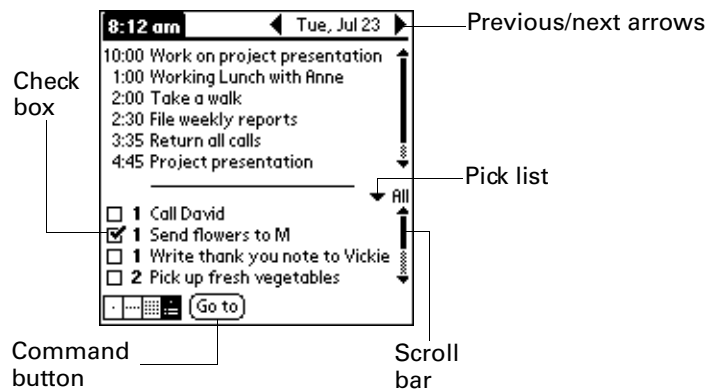 8:12 am
Tue, Jul 23
Previous/next arrows
10:00 Work on project presentation
1:00 Working Lunch with Anne
2:00 Take a walk
2:30 File weekly reports
3:35 Return all calls
4:45 Project presentation
Check
box
Pick list
All
1 Call David
1 Send flowers to M
1 Write thank you note to Vickie
2 Pick up fresh vegetables
Go to
Command
button
Scroll
bar